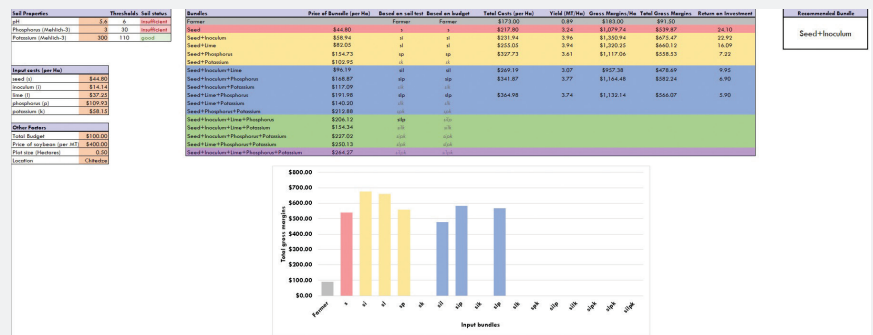 Soil Properties Thresholds Soil status
pH 5.6 6 insufficient
Phosphorus (Mehlich-3) 3 30 insufficient
Potassium (Mehlich-3) 300 110 good
Input costs (per Ha)
seed (s) $44.80
inoculum (i) $14.14
lime (l) $37.25
phosphorus (p) $109.93
potassium (k) $58.15
Other Factors
Total Budget $100.00
Price of soybean (per MT) $400.00
Plot size (Hectares) 0.50
Location Chitedze
Bundles Price of Bundle (per Ha) Based on soil test Based on budget Total Costs (per Ha) Yield (MT/Ha) Gross Margins/Ha Total Gross Margins Return on Investment
Farmer Farmer Farmer $173.00 0.89 $183.00 $91.50
Seed $44.80 s s $217.80 3.24 $1,079.74 $539.87 24.10
Seed+Inoculum $58.94 si si $231.94 3.96 $1,350.94 $675.47 22.92
Seed+Lime $82.05 sl sl $255.05 3.94 $1,320.25 $660.12 16.09
Seed+Phosphorus $154.73 sp sp $327.73 3.61 $1,117.06 $558.53 7.22
Seed+Potassium $102.95 sk sk
Seed+Inoculum+Lime $96.19 sil sil $269.19 3.07 $957.38 $478.69 9.95
Seed+Inoculum+Phosphorus $168.87 sip sip $341.87 3.77 $1,164.48 $582.24 6.90
Seed+Inoculum+Potassium $117.09 sik sik
Seed+Lime+Phosphorus $191.98 slp slp $364.98 3.74 $1,132.14 $566.07 5.90
Seed+Lime+Potassium $140.20 slk slk
Seed+Phosphorus+Potassium $212.88
Seed+Inoculum+Lime+Phosphorus $206.12 silp silp
Seed+Inoculum+Lime+Potassium $154.34 silk silk
Seed+Inoculum+Phosphorus+Potassium $227.02 sipk sipk
Seed+Lime+Phosphorus+Potassium $250.13 slpk slpk
Seed+Inoculum+Lime+Phosphorus+Potassium $264.27 silpk silpk
Recommended Bundle
Seed+Inoculum
$800.00
$700.00
$600.00
$500.00
$400.00
$300.00
$200.00
$100.00
$0.00
Total gross margins
Farmer s si sl sp sk sil sip sik slp slk spk silp silk sipk slpk silpk
Input bundles